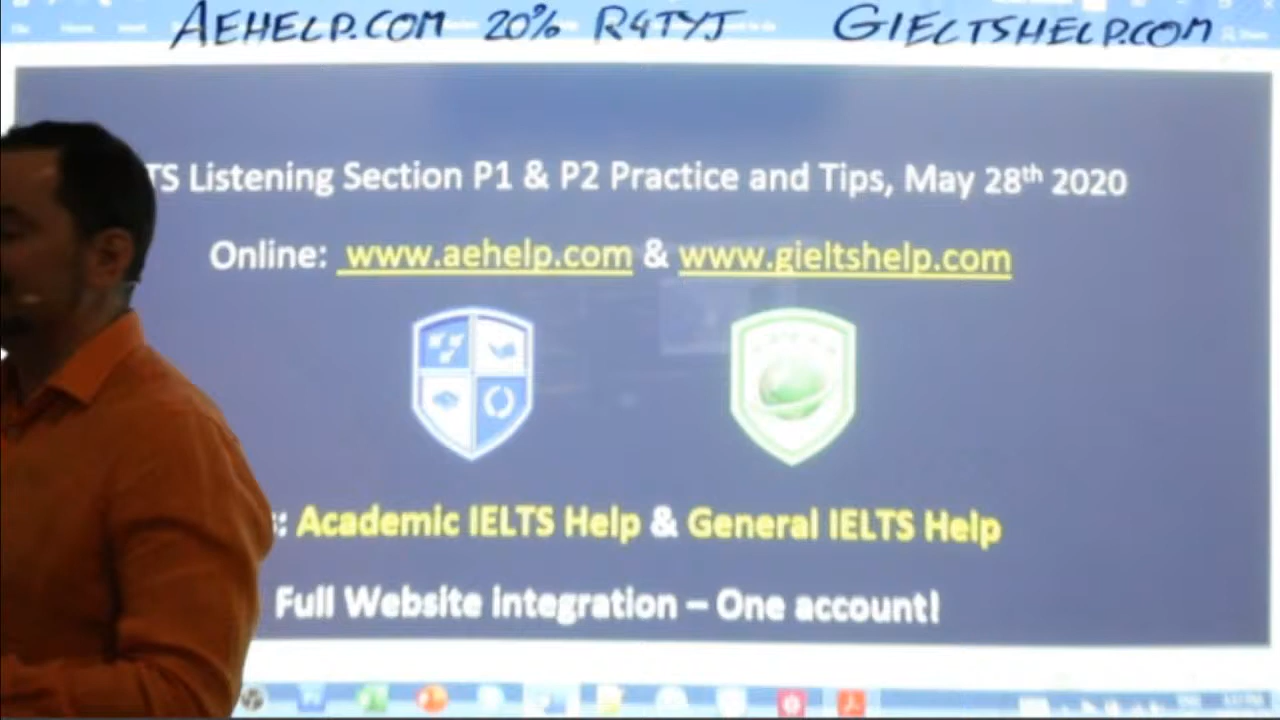 AEHELP.COM 20% R4TYJ GIELTSHELP.COM
TS Listening Section P1 & P2 Practice and Tips, May 28th 2020
Online: www.aehelp.com & www.gieltshelp.com
: Academic IELTS Help & General IELTS Help
Full Website integration – One account!